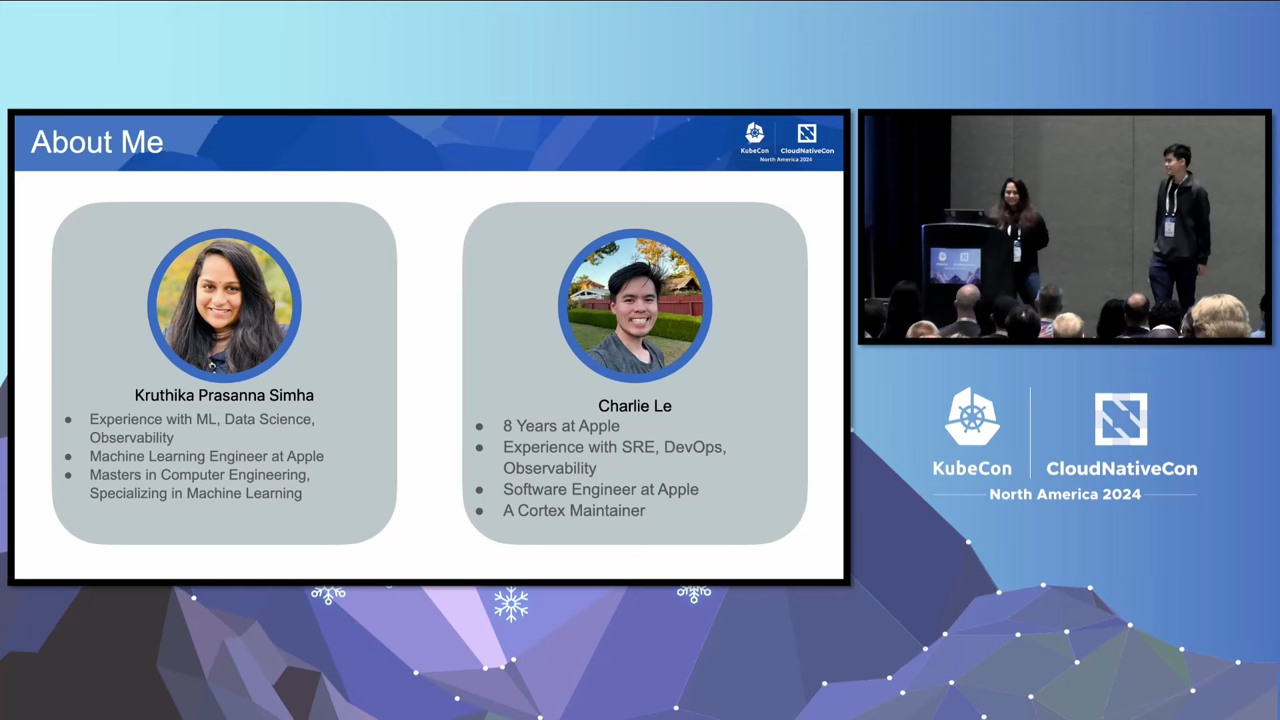 About Me
KubeCon
CloudNativeCon
North America 2024
Kruthika Prasanna Simha
Experience with ML, Data Science,
Observability
Machine Learning Engineer at Apple
Masters in Computer Engineering,
Specializing in Machine Learning
Charlie Le
8 Years at Apple
Experience with SRE, DevOps,
Observability
Software Engineer at Apple
A Cortex Maintainer
KubeCon
CloudNativeCon
North America 2024